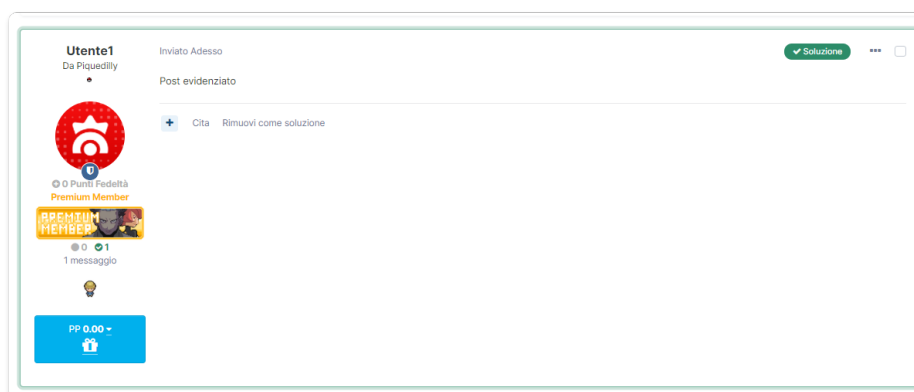 Utente1
Da Piquedilly
Inviato Adesso
Soluzione
Post evidenziato
Cita Rimuovi come soluzione
0 Punti Fedeltà
Premium Member
PREMIUM
MEMBER
0 1
1 messaggio
PP 0.00